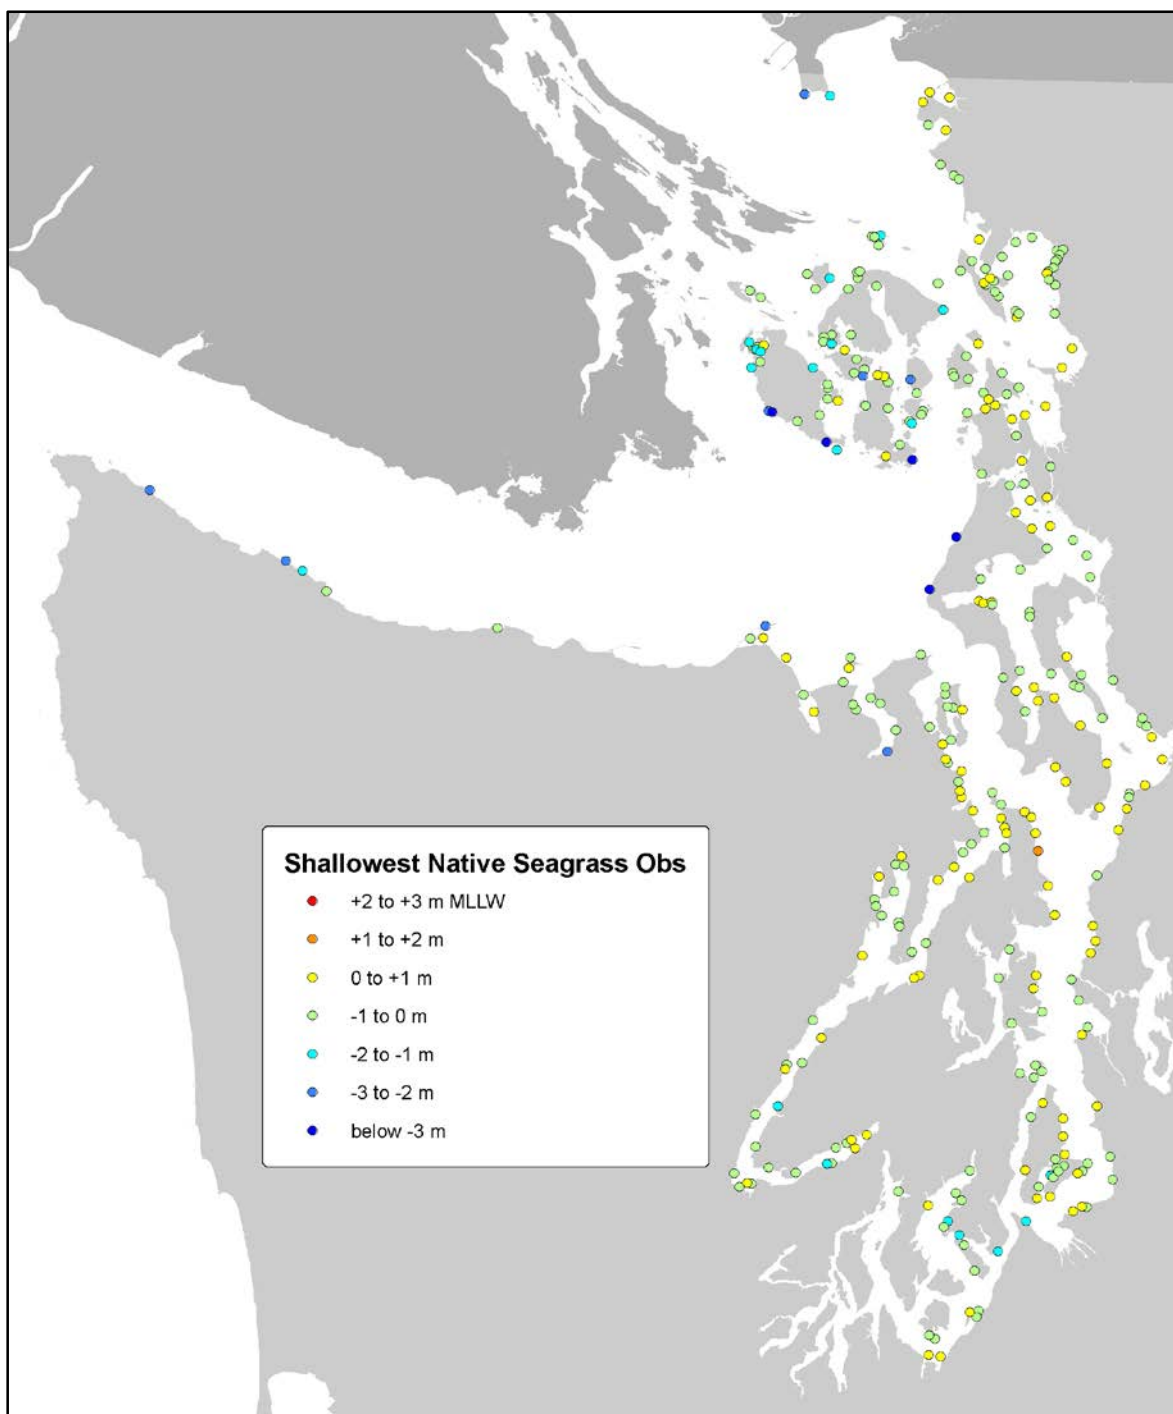 Shallowest Native Seagrass Obs
+2 to +3 m MLLW
+1 to +2 m
0 to +1 m
-1 to 0 m
-2 to -1 m
-3 to -2 m
below -3 m